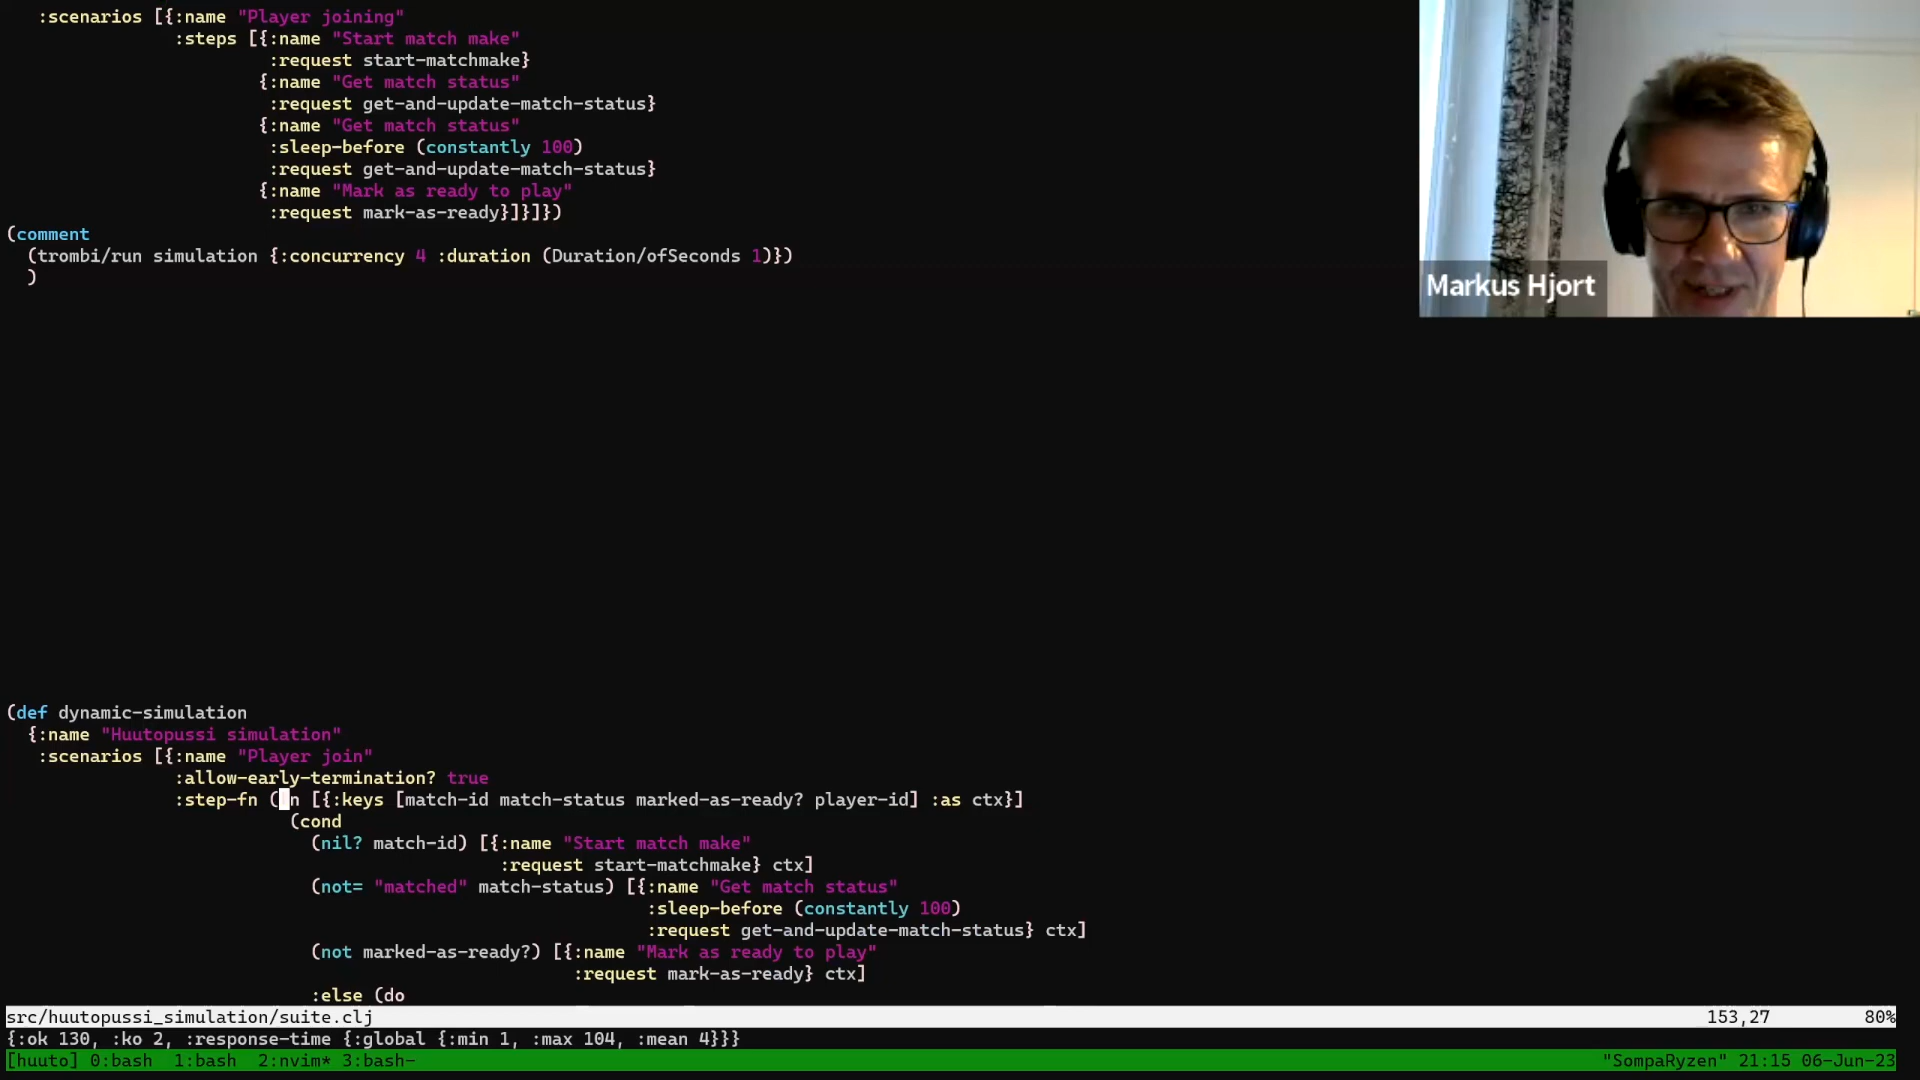 :scenarios [{:name "Player joining"
:steps [{:name "Start match make"
:request start-matchmake}
{:name "Get match status"
:request get-and-update-match-status}
{:name "Get match status"
:sleep-before (constantly 100)
:request get-and-update-match-status}
{:name "Mark as ready to play"
:request mark-as-ready}]}]})
(comment
(trombi/run simulation {:concurrency 4 :duration (Duration/ofSeconds 1)})
)
Markus Hjort
(def dynamic-simulation
{:name "Huutopussi simulation"
:scenarios [{:name "Player join"
:allow-early-termination? true
:step-fn (fn [{:keys [match-id match-status marked-as-ready? player-id] :as ctx}]
(cond
(nil? match-id) [{:name "Start match make"
:request start-matchmake} ctx]
(not= "matched" match-status) [{:name "Get match status"
:sleep-before (constantly 100)
:request get-and-update-match-status} ctx]
(not marked-as-ready?) [{:name "Mark as ready to play"
:request mark-as-ready} ctx]
:else (do
src/huutopussi_simulation/suite.clj 153,27 80%
{:ok 130, :ko 2, :response-time {:global {:min 1, :max 104, :mean 4}}}
[huuto] 0:bash 1:bash 2:nvim* 3:bash- "SompaRyzen" 21:15 06-Jun-23